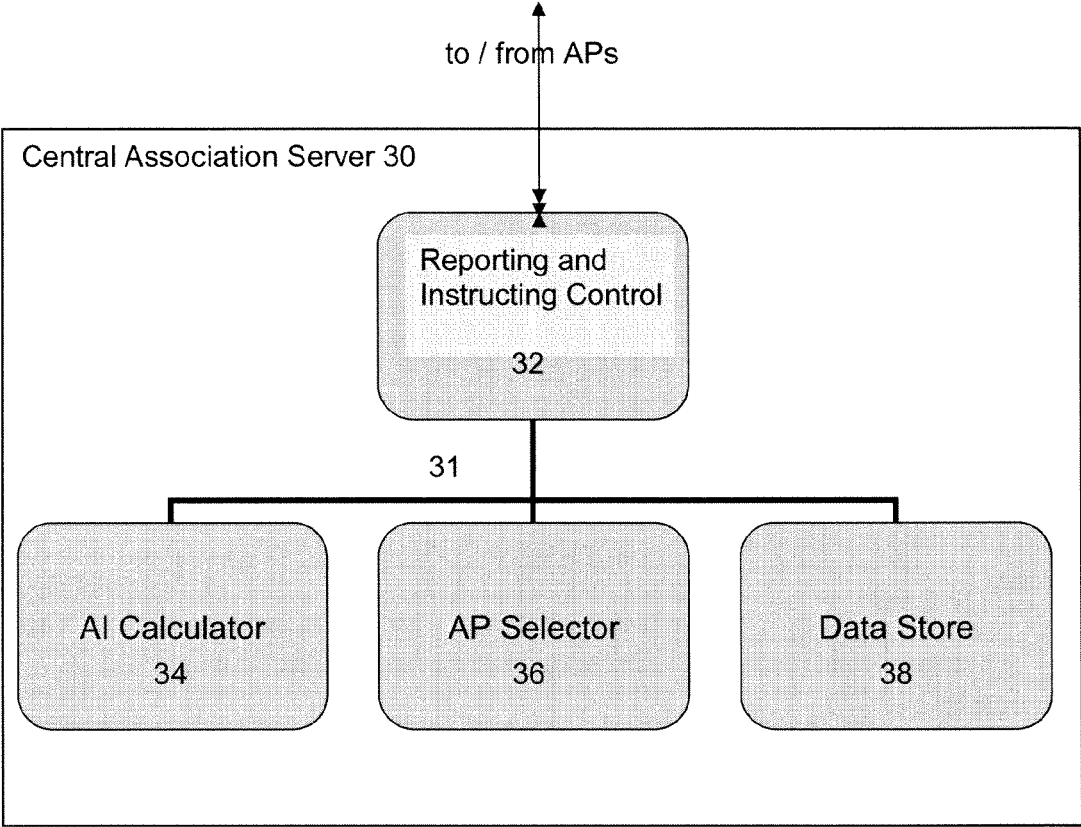 to / from APs
Central Association Server 30
Reporting and
Instructing Control
32
31
AI Calculator
34
AP Selector
36
Data Store
38